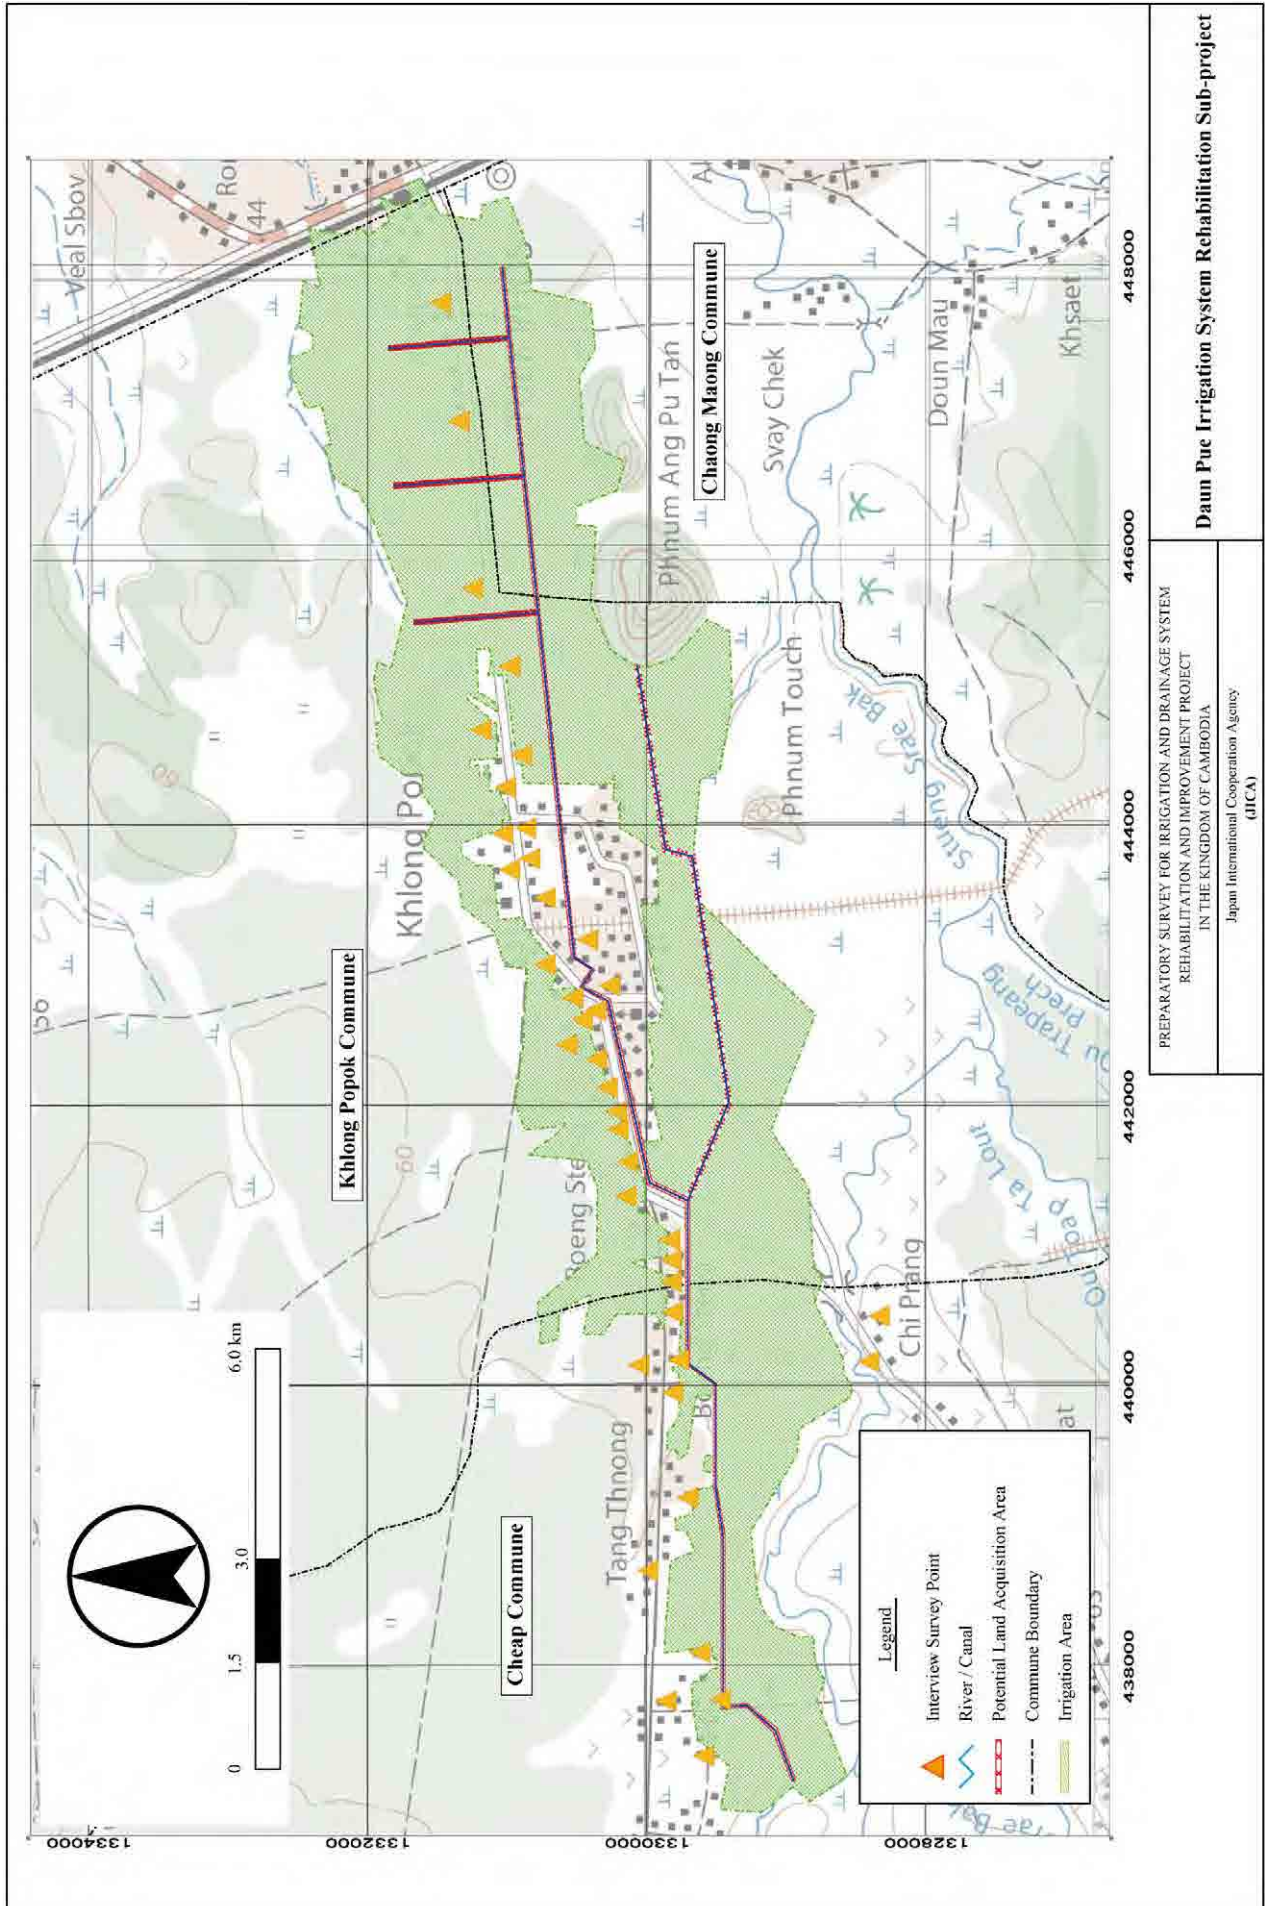 Veal Sbov
44
Khlong Popok Commune
Khlong Po
60
60
Phnum Ang Pu Tan
Chaong Maong Commune
Svay Chek
Doun Mau
Khsaet
Phnum Touch
Stueng Srae Bak
Prech
Trapeang
Ou Toap Ta Lout
Chi Prang
Cheap Commune
Tang Thnong
0
1.5
3.0
6.0 km
1334000
1332000
1330000
1328000
438000
440000
442000
444000
446000
448000
Legend
Interview Survey Point
River / Canal
Potential Land Acquisition Area
Commune Boundary
Irrigation Area
PREPARATORY SURVEY FOR IRRIGATION AND DRAINAGE SYSTEM
REHABILITATION AND IMPROVEMENT PROJECT
IN THE KINGDOM OF CAMBODIA
Japan International Cooperation Agency
(JICA)
Daun Pue Irrigation System Rehabilitation Sub-project